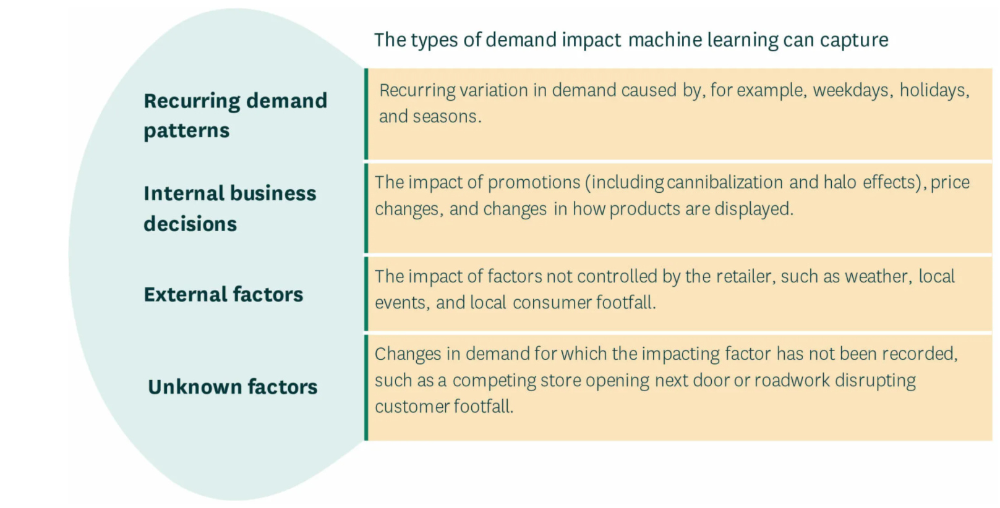 The types of demand impact machine learning can capture
Recurring demand
patterns
Recurring variation in demand caused by, for example, weekdays, holidays,
and seasons.
Internal business
decisions
The impact of promotions (including cannibalization and halo effects), price
changes, and changes in how products are displayed.
External factors
The impact of factors not controlled by the retailer, such as weather, local
events, and local consumer footfall.
Unknown factors
Changes in demand for which the impacting factor has not been recorded,
such as a competing store opening next door or roadwork disrupting
customer footfall.